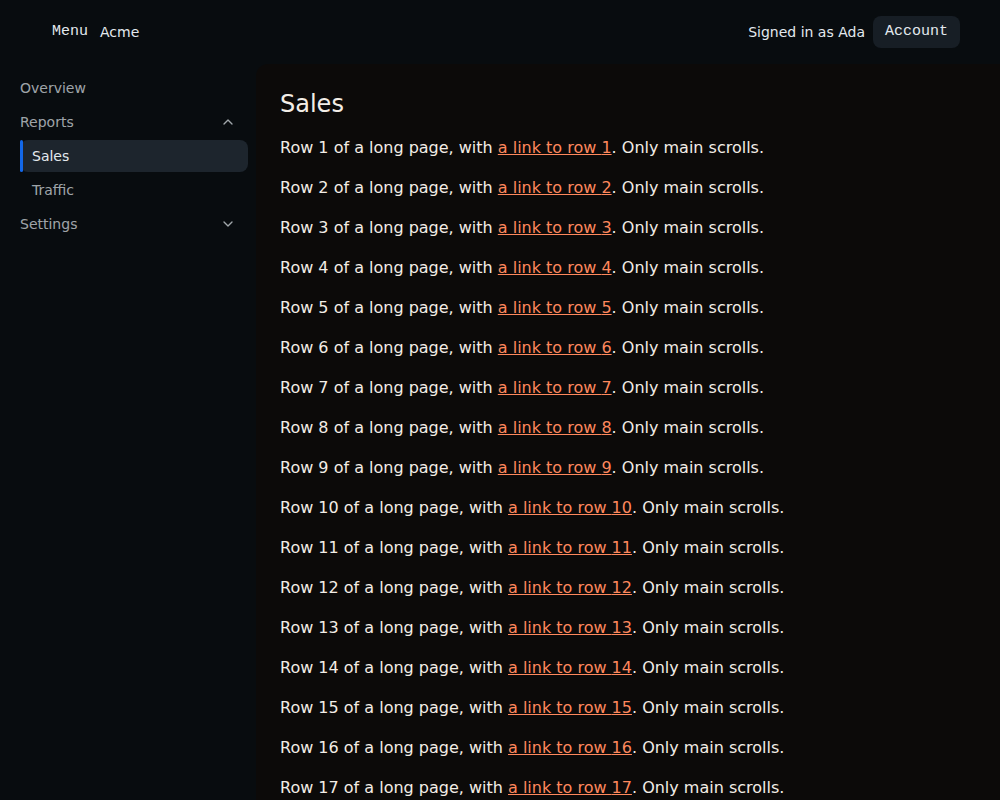 Menu Acme Signed in as Ada Account
Overview
Reports
Sales
Traffic
Settings
Sales
Row 1 of a long page, with a link to row 1. Only main scrolls.
Row 2 of a long page, with a link to row 2. Only main scrolls.
Row 3 of a long page, with a link to row 3. Only main scrolls.
Row 4 of a long page, with a link to row 4. Only main scrolls.
Row 5 of a long page, with a link to row 5. Only main scrolls.
Row 6 of a long page, with a link to row 6. Only main scrolls.
Row 7 of a long page, with a link to row 7. Only main scrolls.
Row 8 of a long page, with a link to row 8. Only main scrolls.
Row 9 of a long page, with a link to row 9. Only main scrolls.
Row 10 of a long page, with a link to row 10. Only main scrolls.
Row 11 of a long page, with a link to row 11. Only main scrolls.
Row 12 of a long page, with a link to row 12. Only main scrolls.
Row 13 of a long page, with a link to row 13. Only main scrolls.
Row 14 of a long page, with a link to row 14. Only main scrolls.
Row 15 of a long page, with a link to row 15. Only main scrolls.
Row 16 of a long page, with a link to row 16. Only main scrolls.
Row 17 of a long page, with a link to row 17. Only main scrolls.